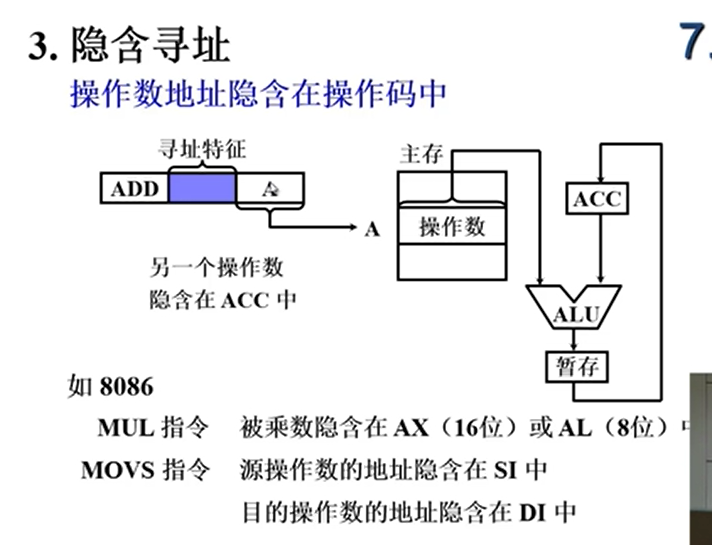 3. 隐含寻址
7.
操作数地址隐含在操作码中
寻址特征
主存
ADD
A
ACC
A
操作数
另一个操作数
隐含在 ACC 中
ALU
暂存
如 8086
MUL 指令 被乘数隐含在 AX（16位）或 AL（8位）中
MOVS 指令 源操作数的地址隐含在 SI 中
目的操作数的地址隐含在 DI 中